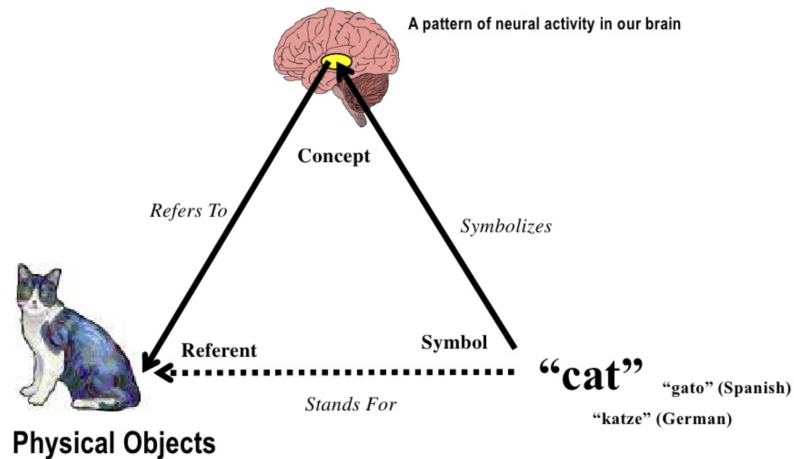 A pattern of neural activity in our brain
Concept
Refers To
Symbolizes
Referent
Symbol
Stands For
“cat”
“gato” (Spanish)
“katze” (German)
Physical Objects